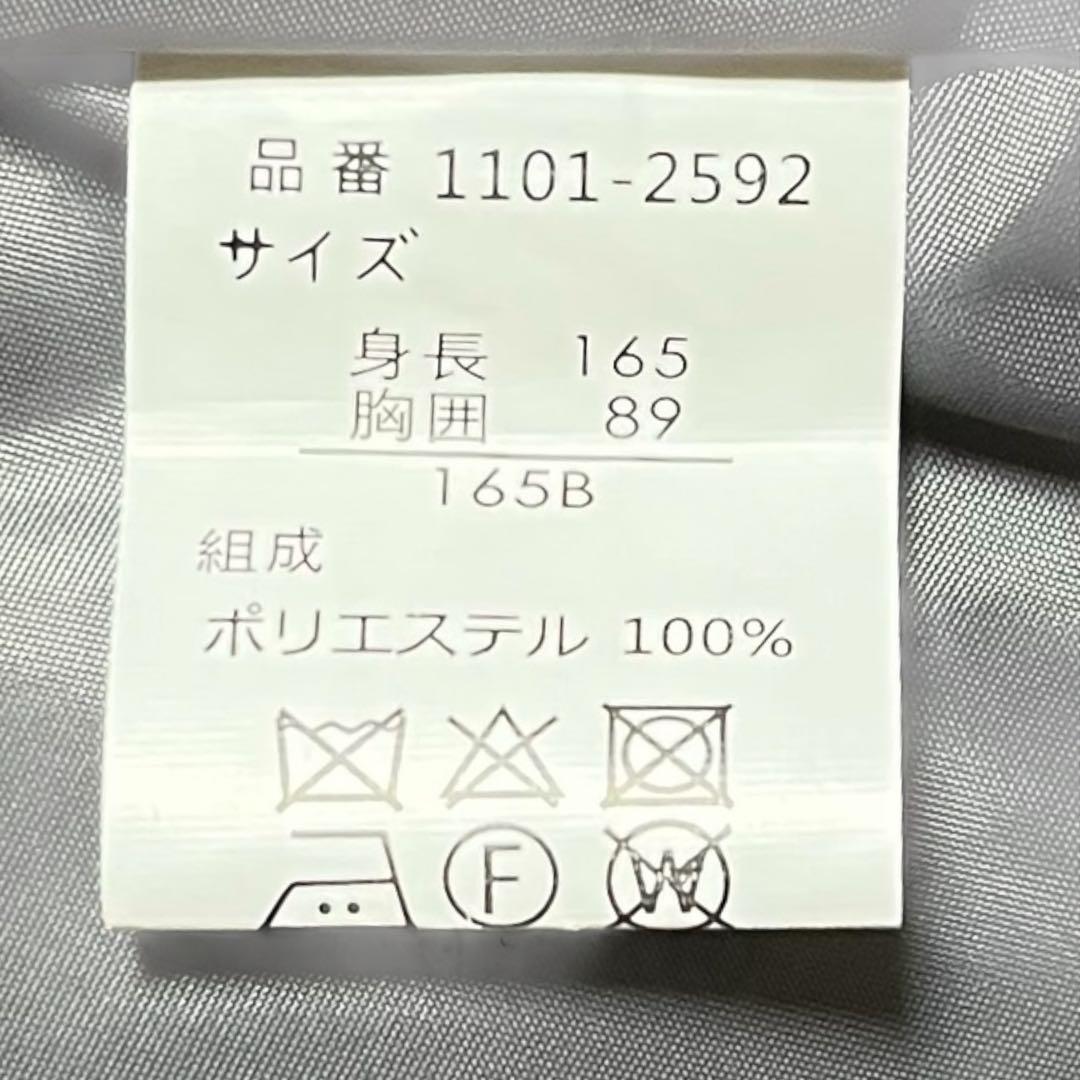 品番 1101-2592
サイズ
身長 165
胸囲 89
165B
組成
ポリエステル 100%
F
W